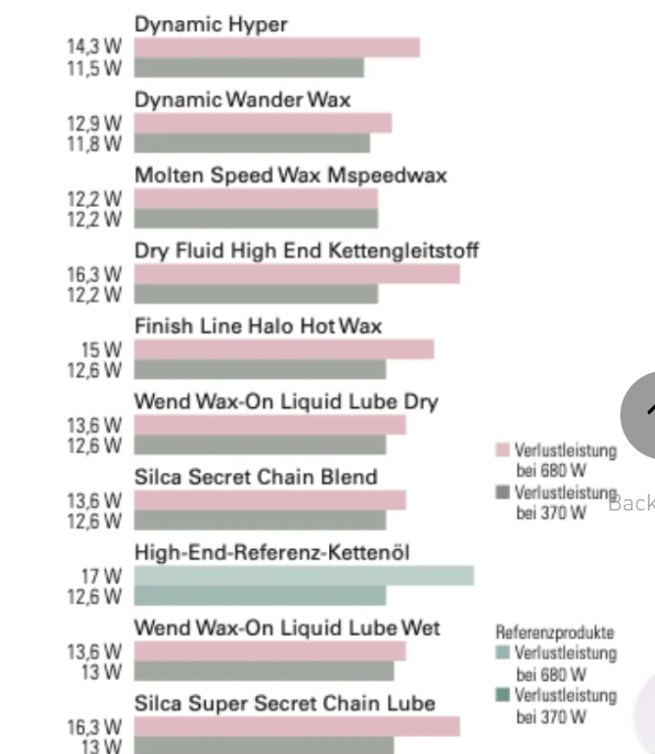 Dynamic Hyper
14,3 W
11,5 W
Dynamic Wander Wax
12,9 W
11,8 W
Molten Speed Wax Mspeedwax
12,2 W
12,2 W
Dry Fluid High End Kettengleitstoff
16,3 W
12,2 W
Finish Line Halo Hot Wax
15 W
12,6 W
Wend Wax-On Liquid Lube Dry
13,6 W
12,6 W
Silca Secret Chain Blend
13,6 W
12,6 W
High-End-Referenz-Kettenöl
17 W
12,6 W
Wend Wax-On Liquid Lube Wet
13,6 W
13 W
Silca Super Secret Chain Lube
16,3 W
13 W
Verlustleistung
bei 680 W
Verlustleistung
bei 370 W
Back
Referenzprodukte
Verlustleistung
bei 680 W
Verlustleistung
bei 370 W